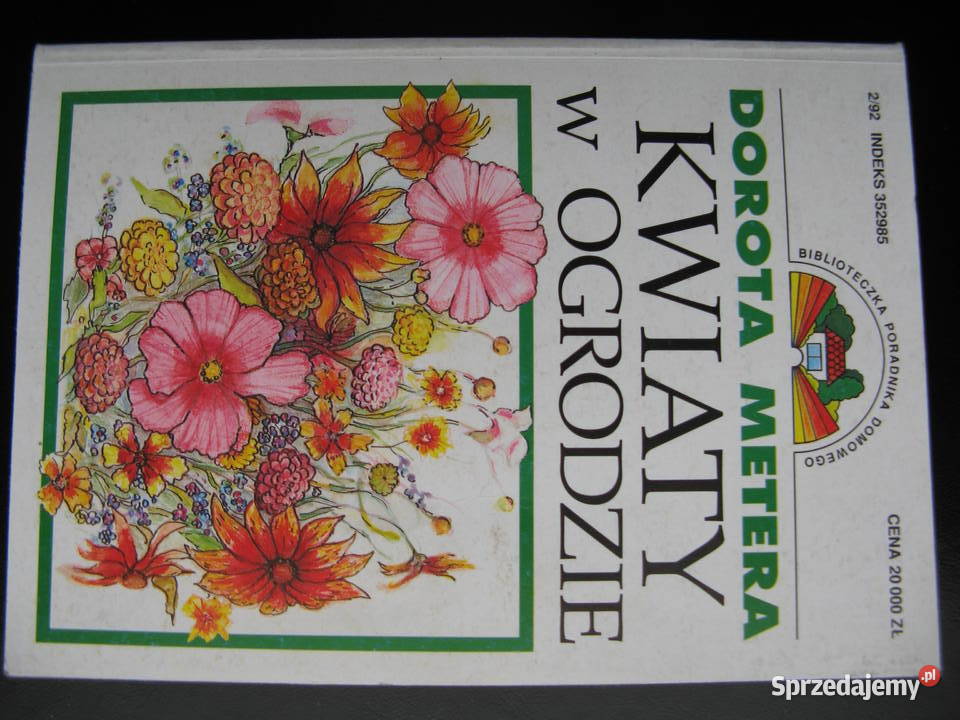 2/92 INDEKS 352985
CENA 20 000 ZŁ
BIBLIOTECZKA PORADNIKA DOMOWEGO
DOROTA METERA
KWIATY
w OGRODZIE
Sprzedajemy.pl